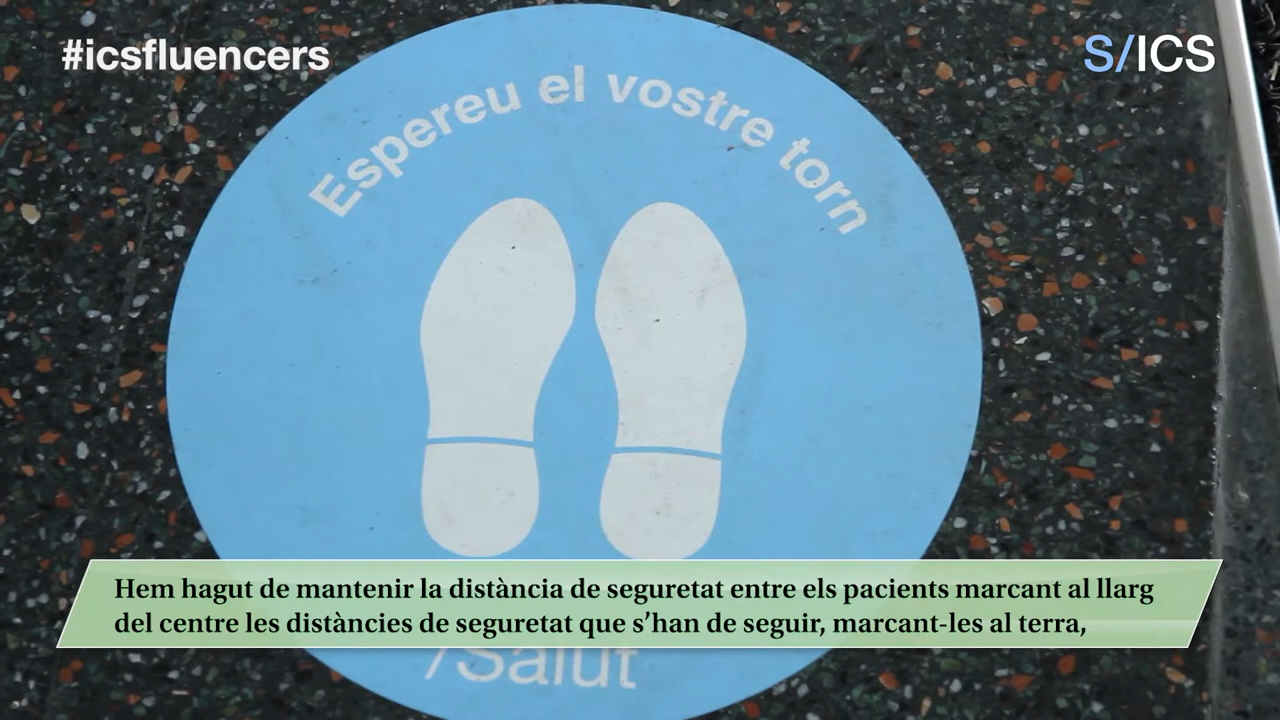 #icsfluencers
S/ICS
Espereu el vostre torn
Hem hagut de mantenir la distància de seguretat entre els pacients marcant al llarg
del centre les distàncies de seguretat que s’han de seguir, marcant-les al terra,
/Salut